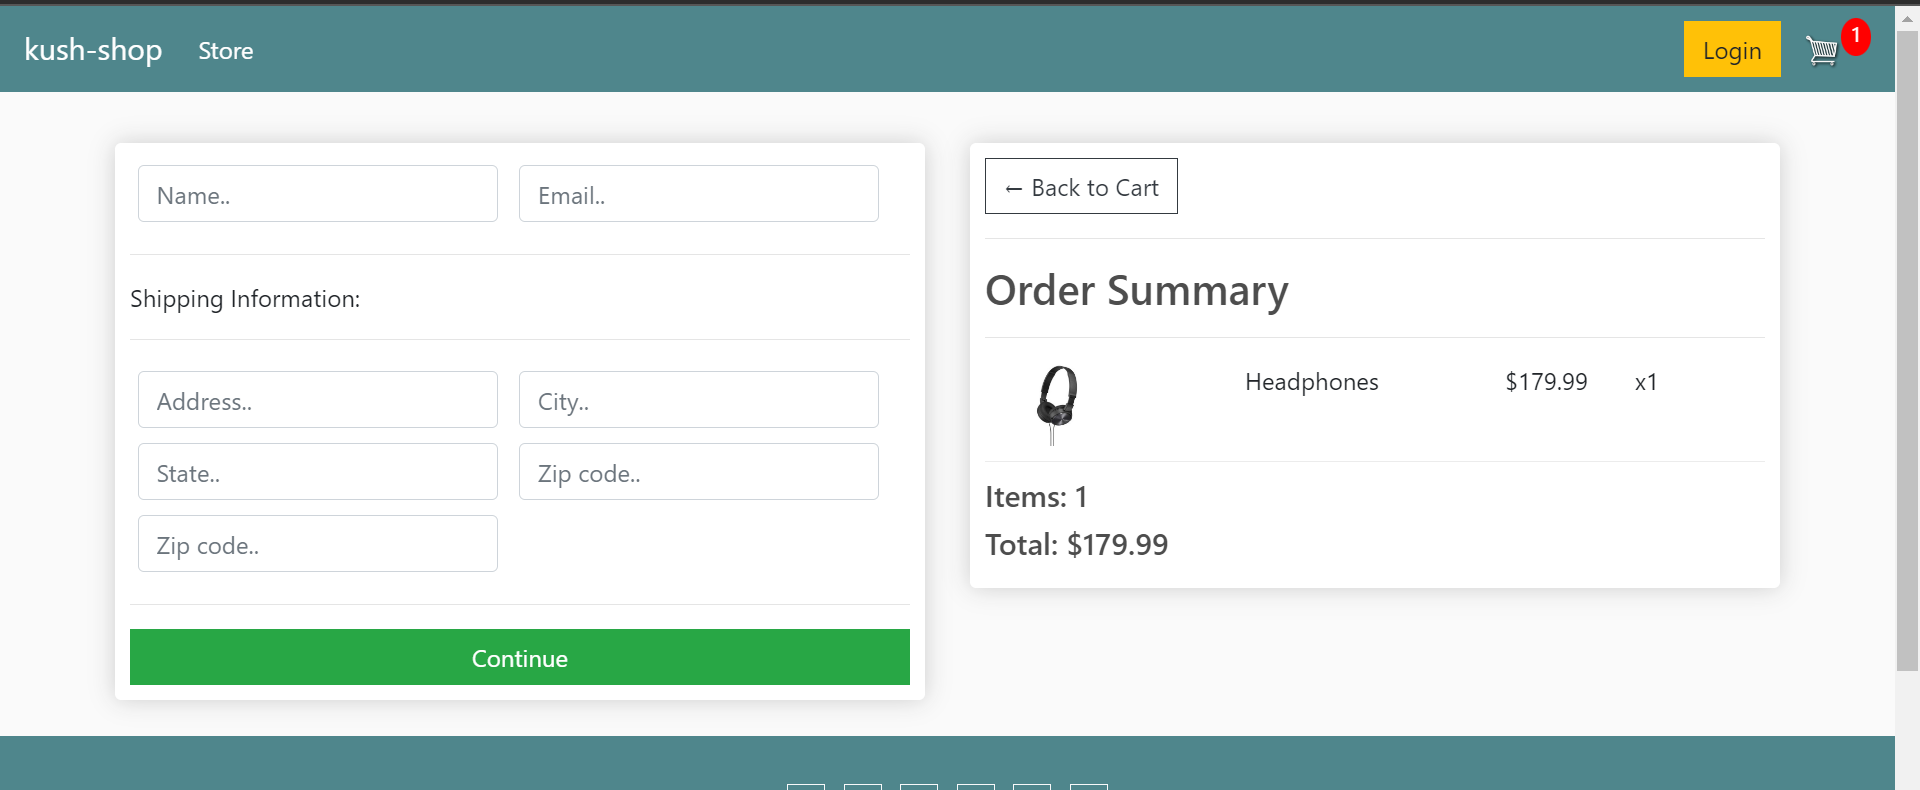 kush-shop Store Login 1
Name.. Email..
Shipping Information:
Address.. City..
State.. Zip code..
Zip code..
Continue
← Back to Cart
Order Summary
Headphones $179.99 x1
Items: 1
Total: $179.99